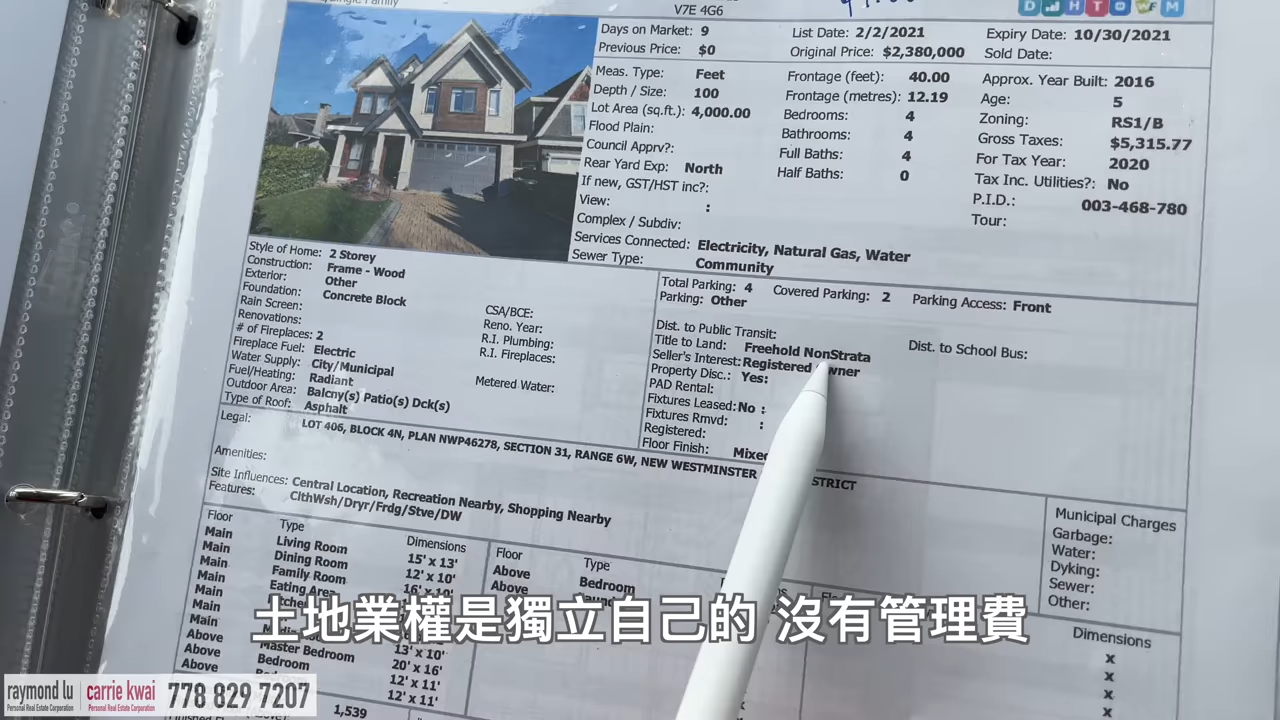 Single Family
V7E 4G6
D H T W F M
Days on Market: 9 List Date: 2/2/2021 Expiry Date: 10/30/2021
Previous Price: $0 Original Price: $2,380,000 Sold Date:
Meas. Type: Feet Frontage (feet): 40.00 Approx. Year Built: 2016
Depth / Size: 100 Frontage (metres): 12.19 Age: 5
Lot Area (sq.ft.): 4,000.00 Bedrooms: 4 Zoning: RS1/B
Flood Plain: Bathrooms: 4 Gross Taxes: $5,315.77
Council Apprv?: Full Baths: 4 For Tax Year: 2020
Rear Yard Exp: North Half Baths: 0 Tax Inc. Utilities?: No
If new, GST/HST inc?: P.I.D.: 003-468-780
View: : Tour:
Complex / Subdiv:
Services Connected: Electricity, Natural Gas, Water
Sewer Type: Community
Style of Home: 2 Storey
Construction: Frame - Wood
Exterior: Other
Foundation: Concrete Block
Rain Screen: CSA/BCE:
Renovations: Reno. Year:
# of Fireplaces: 2 R.I. Plumbing:
Fireplace Fuel: Electric R.I. Fireplaces:
Water Supply: City/Municipal
Fuel/Heating: Radiant Metered Water:
Outdoor Area: Balcny(s) Patio(s) Dck(s)
Type of Roof: Asphalt
Total Parking: 4 Covered Parking: 2 Parking Access: Front
Parking: Other
Dist. to Public Transit: Dist. to School Bus:
Title to Land: Freehold NonStrata
Seller's Interest: Registered Owner
Property Disc.: Yes:
PAD Rental:
Fixtures Leased: No :
Fixtures Rmvd: :
Registered:
Floor Finish: Mixed
Legal: LOT 406, BLOCK 4N, PLAN NWP46278, SECTION 31, RANGE 6W, NEW WESTMINSTER DISTRICT
Amenities:
Site Influences: Central Location, Recreation Nearby, Shopping Nearby
Features: ClthWsh/Dryr/Frdg/Stve/DW
Floor Type Dimensions Floor Type
Main Living Room 15' x 13' Above Bedroom
Main Dining Room 12' x 10' Above
Main Family Room
Main Eating Area
Main
Main 13' x 10'
Above Master Bedroom 20' x 16'
Above Bedroom 12' x 11'
Above 12' x 11'
1,539
Municipal Charges
Garbage:
Water:
Dyking:
Sewer:
Other:
Dimensions
x
x
x
x
土地業權是獨立自己的 沒有管理費
raymond lu carrie kwai 778 829 7207
Personal Real Estate Corporation Personal Real Estate Corporation